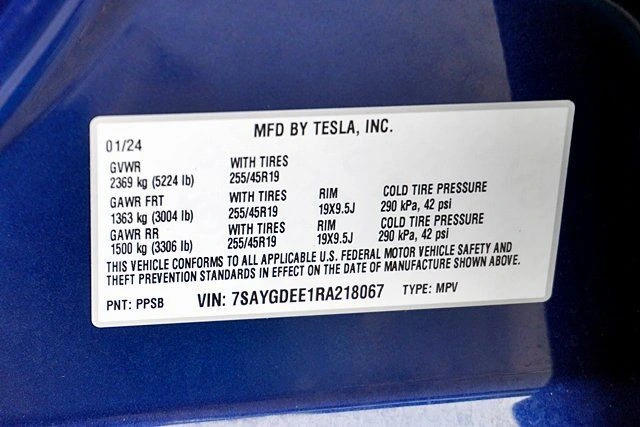 MFD BY TESLA, INC.
01/24
GVWR WITH TIRES
2369 kg (5224 lb) 255/45R19
GAWR FRT WITH TIRES RIM COLD TIRE PRESSURE
1363 kg (3004 lb) 255/45R19 19X9.5J 290 kPa, 42 psi
GAWR RR WITH TIRES RIM COLD TIRE PRESSURE
1500 kg (3306 lb) 255/45R19 19X9.5J 290 kPa, 42 psi
THIS VEHICLE CONFORMS TO ALL APPLICABLE U.S. FEDERAL MOTOR VEHICLE SAFETY AND
THEFT PREVENTION STANDARDS IN EFFECT ON THE DATE OF MANUFACTURE SHOWN ABOVE.
PNT: PPSB VIN: 7SAYGDEE1RA218067 TYPE: MPV